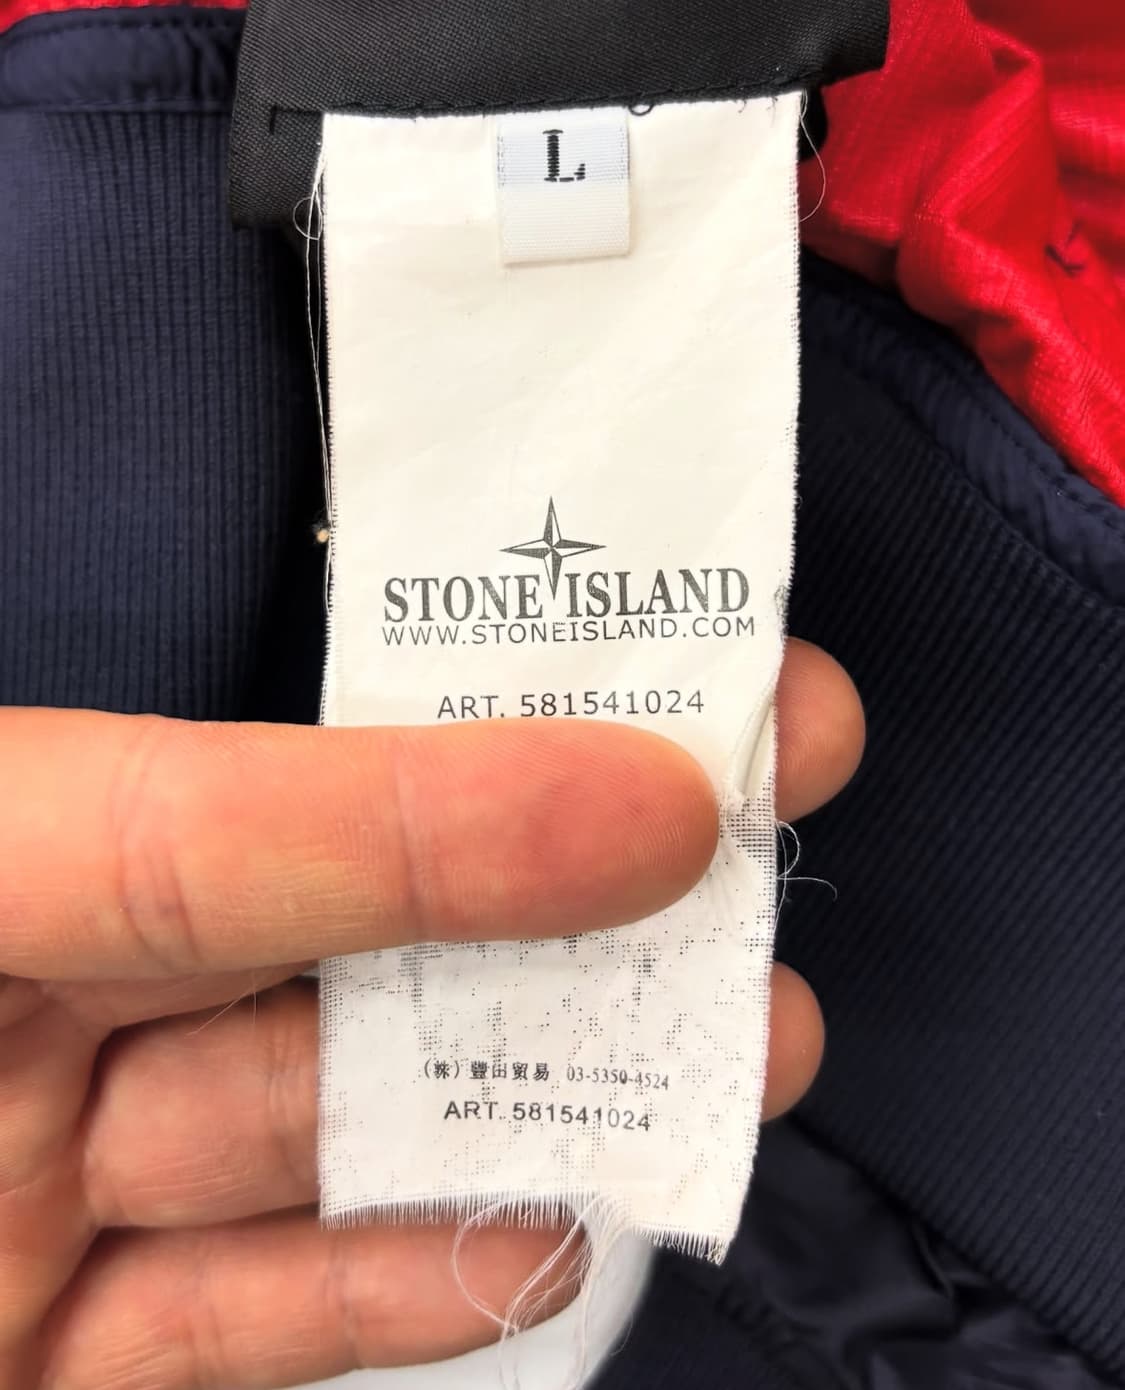 L
STONE ISLAND
WWW.STONEISLAND.COM
ART. 581541024
(株) 豐田貿易 03-5350-4524
ART. 581541024